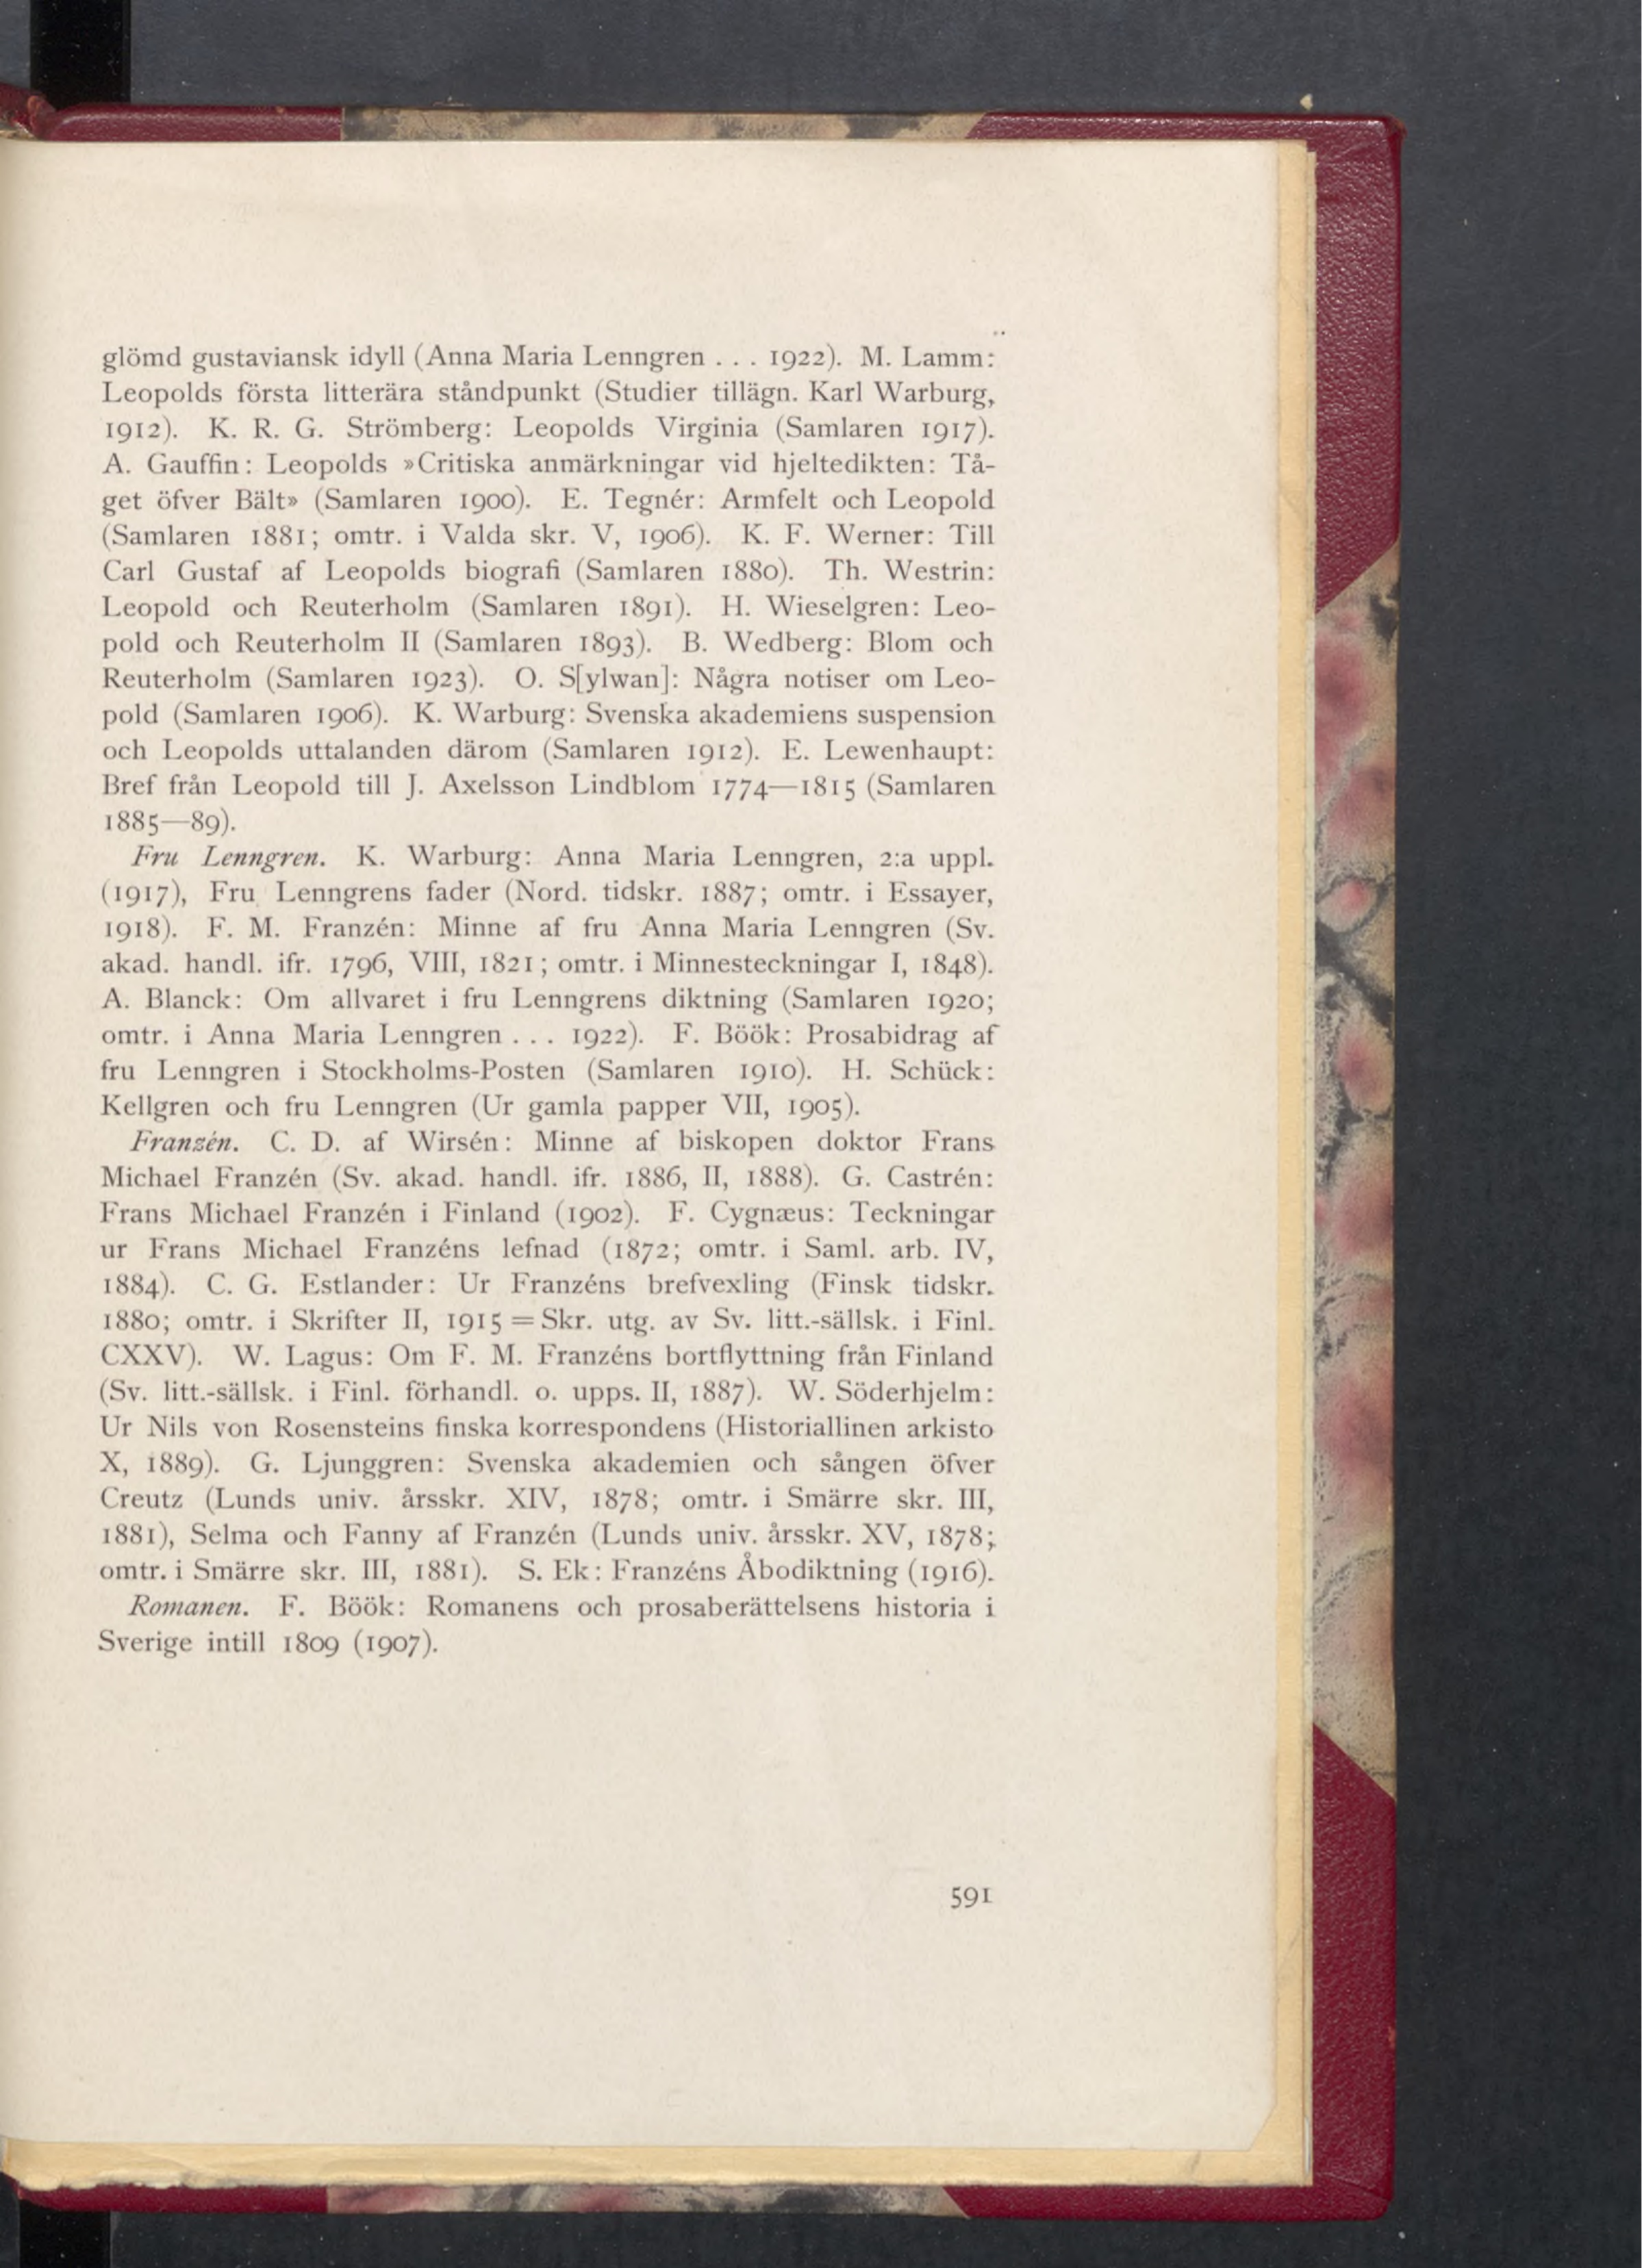 glömd gustaviansk idyll (Anna Maria Lenngren . . . 1922). M. Lamm:
Leopolds första litterära ståndpunkt (Studier tillägn. Karl Warburg,
1912). K. R. G. Strömberg: Leopolds Virginia (Samlaren 1917).
A. Gauffin: Leopolds »Critiska anmärkningar vid hjeltedikten: Tå-
get öfver Bält» (Samlaren 1900). E. Tegnér: Armfelt och Leopold
(Samlaren 1881; omtr. i Valda skr. V, 1906). K. F. Werner: Till
Carl Gustaf af Leopolds biografi (Samlaren 1880). Th. Westrin:
Leopold och Reuterholm (Samlaren 1891). H. Wieselgren: Leo-
pold och Reuterholm II (Samlaren 1893). B. Wedberg: Blom och
Reuterholm (Samlaren 1923). O. S[ylwan]: Några notiser om Leo-
pold (Samlaren 1906). K. Warburg: Svenska akademiens suspension
och Leopolds uttalanden därom (Samlaren 1912). E. Lewenhaupt:
Bref från Leopold till J. Axelsson Lindblom 1774—1815 (Samlaren
1885—89).
Fru Lenngren. K. Warburg: Anna Maria Lenngren, 2:a uppl.
(1917), Fru Lenngrens fader (Nord. tidskr. 1887; omtr. i Essayer,
1918). F. M. Franzén: Minne af fru Anna Maria Lenngren (Sv.
akad. handl. ifr. 1796, VIII, 1821; omtr. i Minnesteckningar I, 1848).
A. Blanck: Om allvaret i fru Lenngrens diktning (Samlaren 1920;
omtr. i Anna Maria Lenngren . . . 1922). F. Böök: Prosabidrag af
fru Lenngren i Stockholms-Posten (Samlaren 1910). H. Schück:
Kellgren och fru Lenngren (Ur gamla papper VII, 1905).
Franzén. C. D. af Wirsén: Minne af biskopen doktor Frans
Michael Franzén (Sv. akad. handl. ifr. 1886, II, 1888). G. Castrén:
Frans Michael Franzén i Finland (1902). F. Cygnæus: Teckningar
ur Frans Michael Franzéns lefnad (1872; omtr. i Saml. arb. IV,
1884). C. G. Estlander: Ur Franzéns brefvexling (Finsk tidskr.
1880; omtr. i Skrifter II, 1915 = Skr. utg. av Sv. litt.-sällsk. i Finl.
CXXV). W. Lagus: Om F. M. Franzéns bortflyttning från Finland
(Sv. litt.-sällsk. i Finl. förhandl. o. upps. II, 1887). W. Söderhjelm:
Ur Nils von Rosensteins finska korrespondens (Historiallinen arkisto
X, 1889). G. Ljunggren: Svenska akademien och sången öfver
Creutz (Lunds univ. årsskr. XIV, 1878; omtr. i Smärre skr. III,
1881), Selma och Fanny af Franzén (Lunds univ. årsskr. XV, 1878;
omtr. i Smärre skr. III, 1881). S. Ek: Franzéns Åbodiktning (1916).
Romanen. F. Böök: Romanens och prosaberättelsens historia i
Sverige intill 1809 (1907).
591